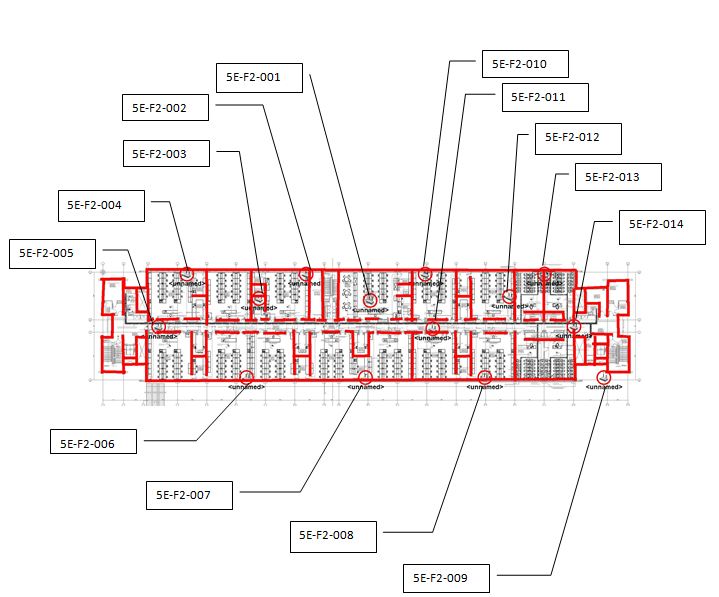 5E-F2-010
5E-F2-001
5E-F2-011
5E-F2-002
5E-F2-012
5E-F2-003
5E-F2-013
5E-F2-004
5E-F2-014
5E-F2-005
<unnamed>
<unnamed>
<unnamed>
<unnamed>
<unnamed>
<unnamed>
<unnamed>
<unnamed>
<unnamed>
<unnamed>
<unnamed>
<unnamed>
<unnamed>
<unnamed>
5E-F2-006
5E-F2-007
5E-F2-008
5E-F2-009